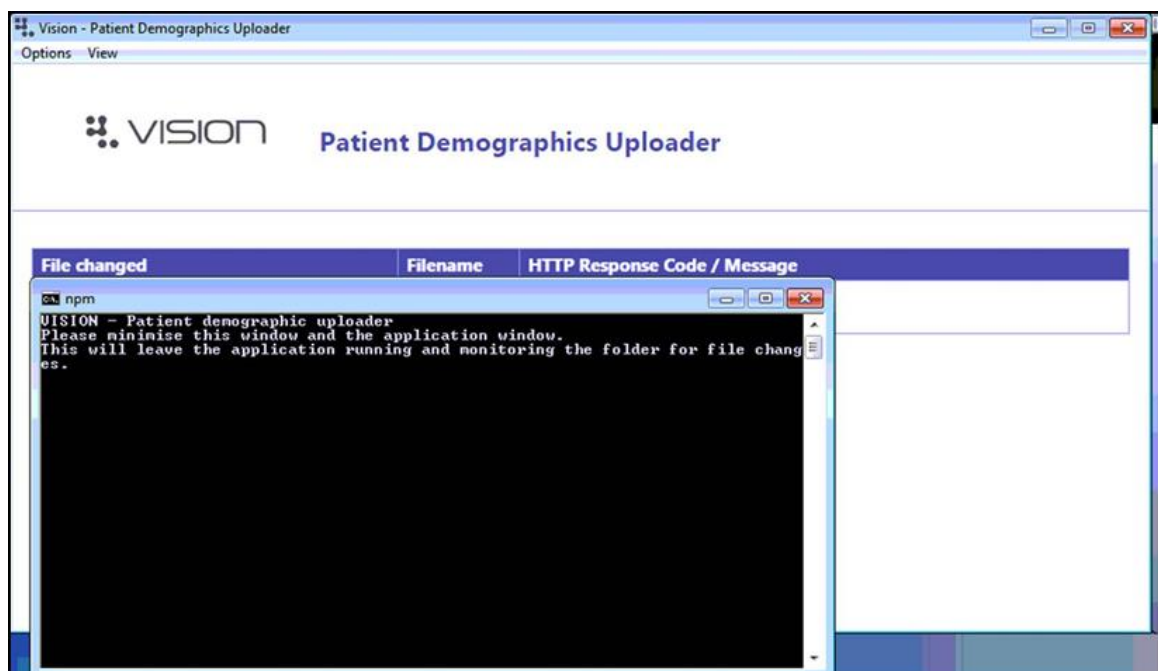 Vision - Patient Demographics Uploader
Options View
VISION
Patient Demographics Uploader
File changed Filename HTTP Response Code / Message
npm
VISION - Patient demographic uploader
Please minimise this window and the application window.
This will leave the application running and monitoring the folder for file chang
es.